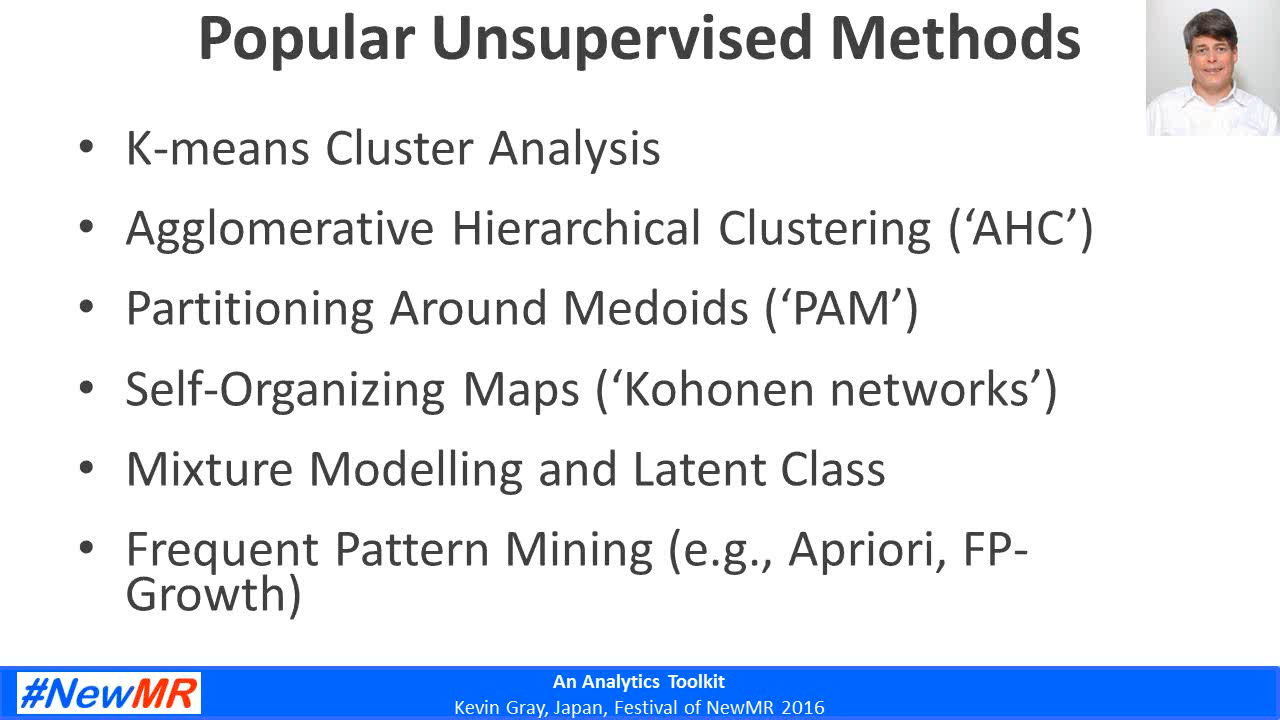 Popular Unsupervised Methods
• K-means Cluster Analysis
• Agglomerative Hierarchical Clustering (‘AHC’)
• Partitioning Around Medoids (‘PAM’)
• Self-Organizing Maps (‘Kohonen networks’)
• Mixture Modelling and Latent Class
• Frequent Pattern Mining (e.g., Apriori, FP-
Growth)
#NewMR
An Analytics Toolkit
Kevin Gray, Japan, Festival of NewMR 2016